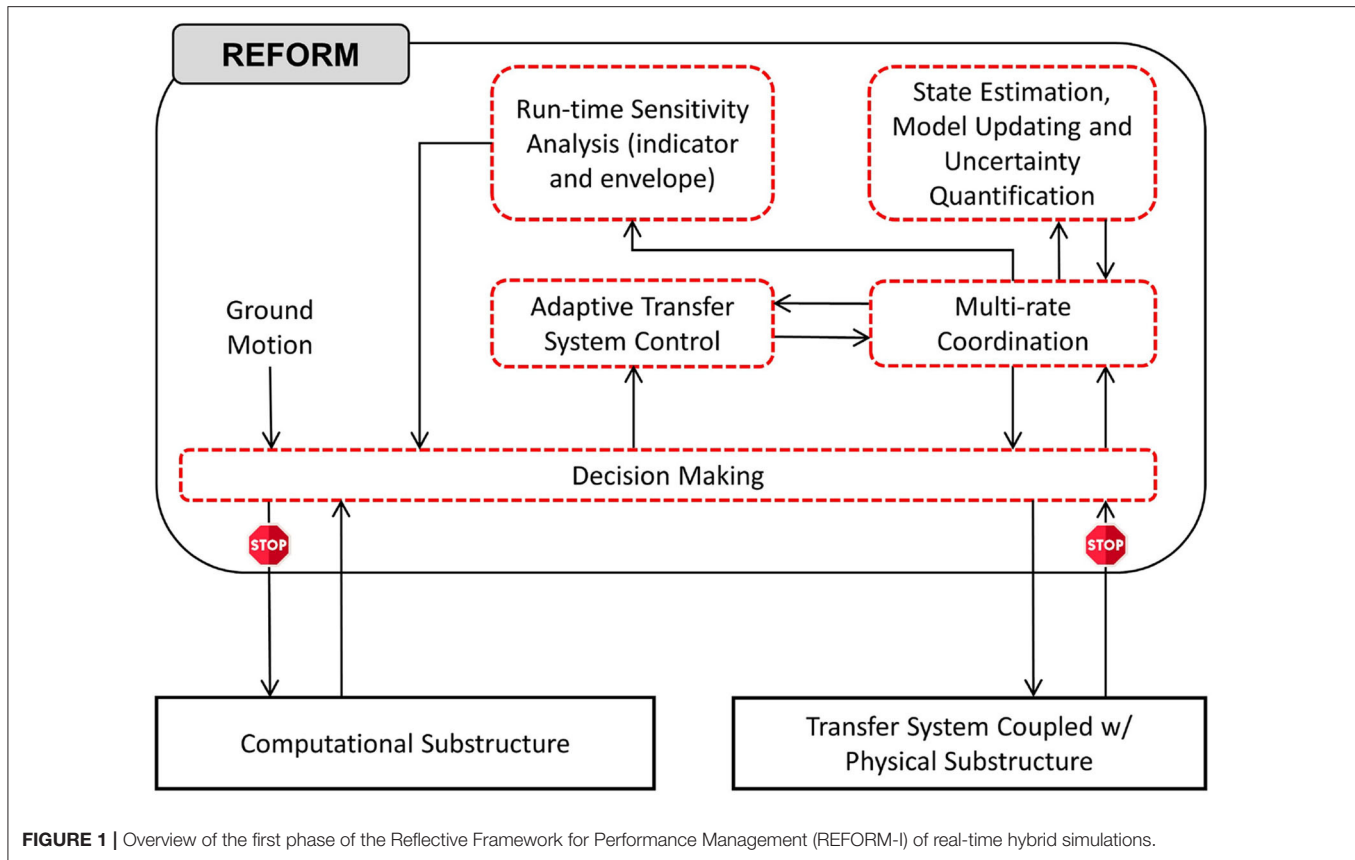 REFORM
Run-time Sensitivity
Analysis (indicator
and envelope)
State Estimation,
Model Updating and
Uncertainty
Quantification
Ground
Motion
Adaptive Transfer
System Control
Multi-rate
Coordination
Decision Making
STOP
STOP
Computational Substructure
Transfer System Coupled w/
Physical Substructure
FIGURE 1 | Overview of the first phase of the Reflective Framework for Performance Management (REFORM-I) of real-time hybrid simulations.